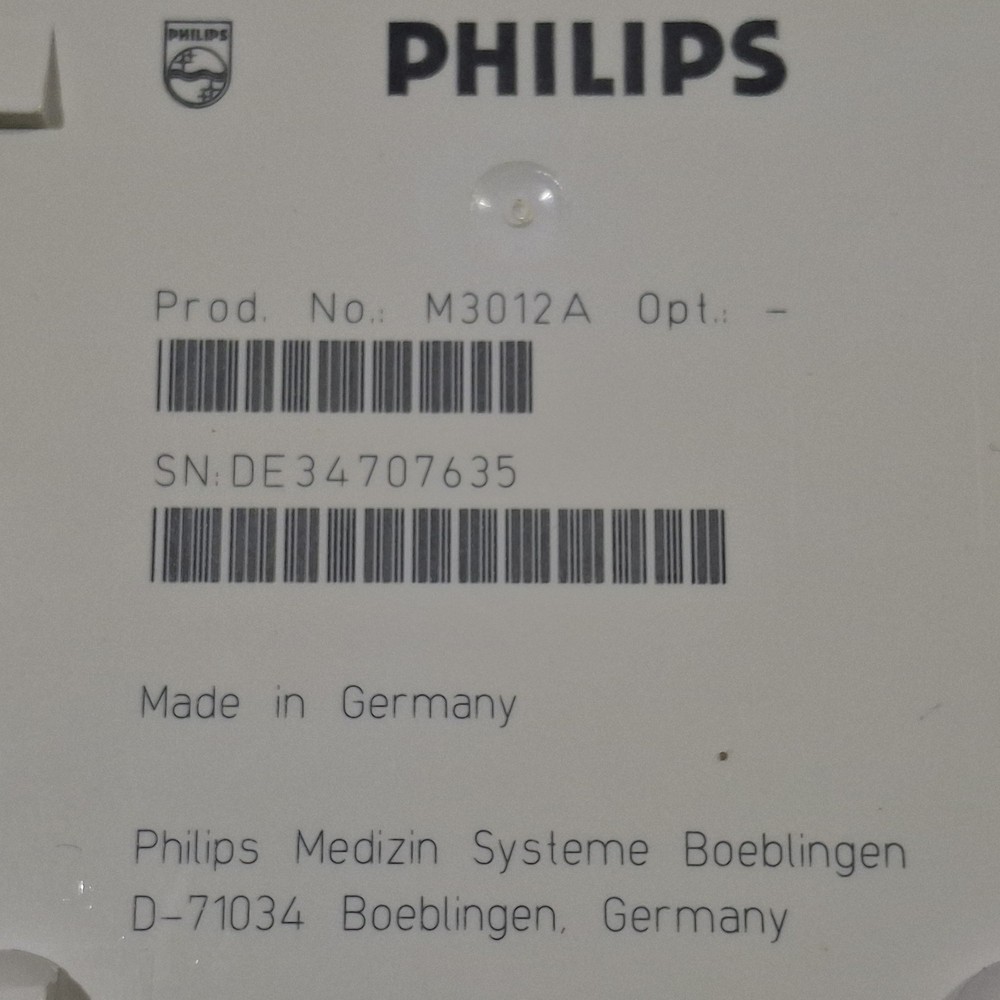 PHILIPS
PHILIPS
Prod. No.: M3012A Opt.: -
SN:DE34707635
Made in Germany
Philips Medizin Systeme Boeblingen
D-71034 Boeblingen, Germany